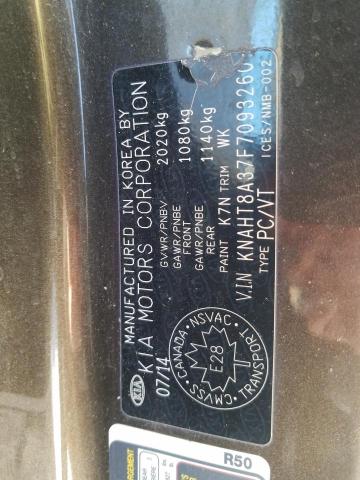 MANUFACTURED IN KOREA BY
KIA KIA MOTORS CORPORATION
07/14
GVWR/PNBV 2020kg
GAWR/PNBE FRONT 1080kg
GAWR/PNBE REAR 1140kg
PAINT K7N TRIM WK
V.I.N KNAHT8A37F7093260
TYPE PC/VT
ICES/NMB-002
CANADA NSVAC TRANSPORT CMVSS
E28
R50